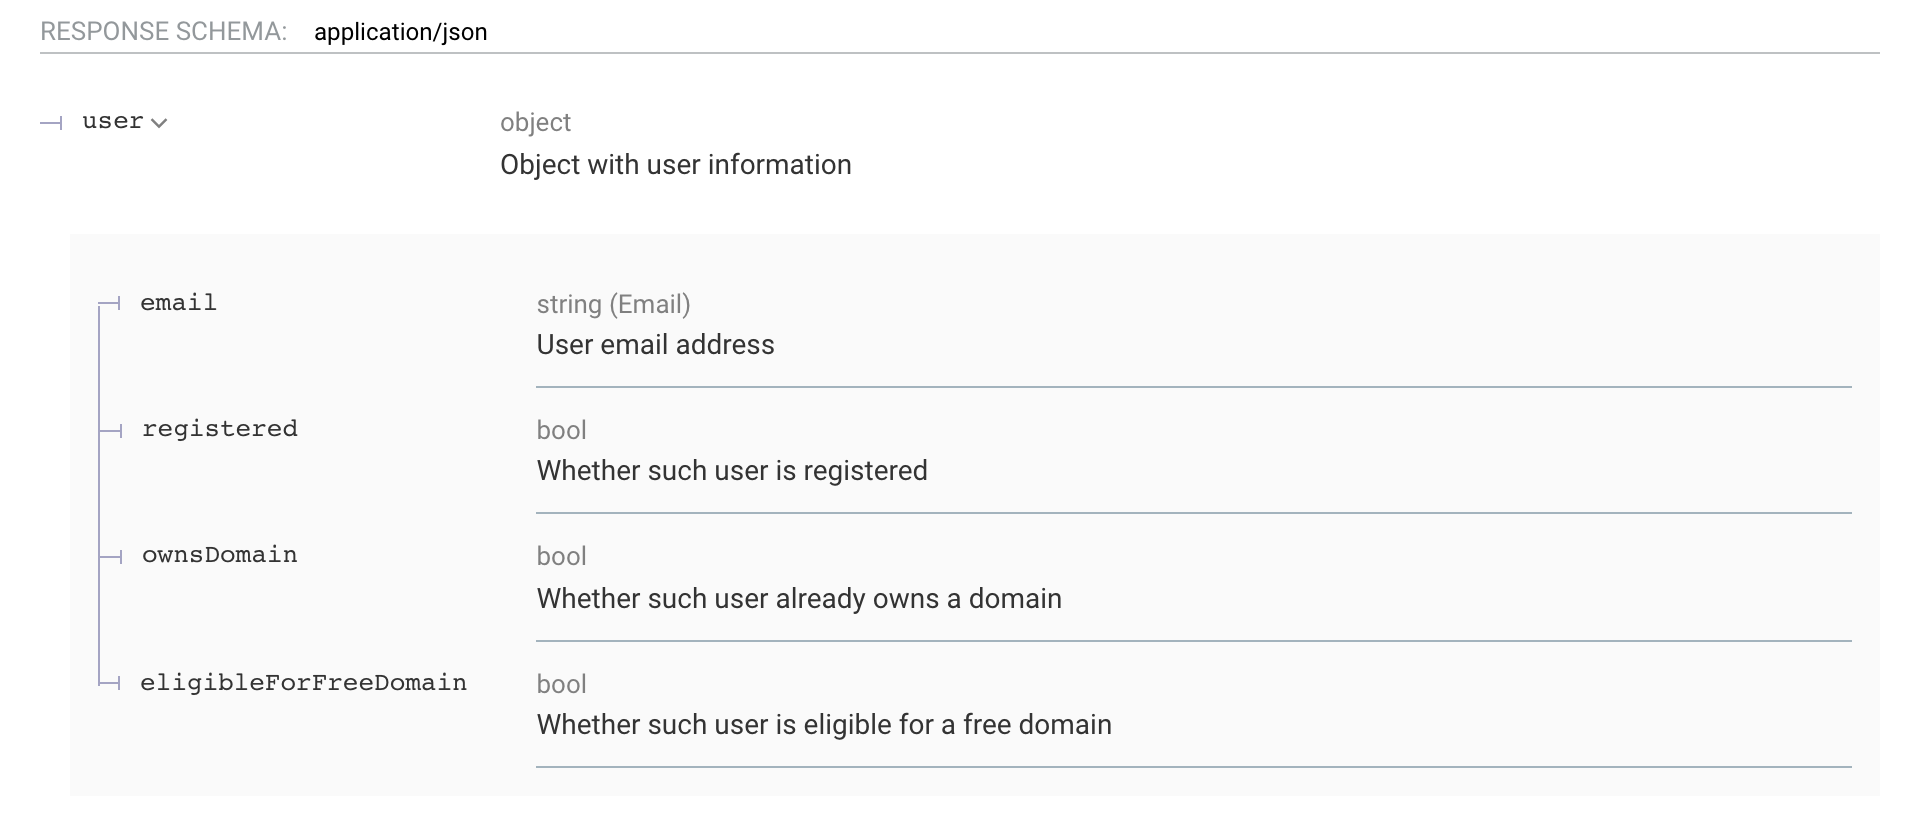 RESPONSE SCHEMA: application/json
user object
Object with user information
email string (Email)
User email address
registered bool
Whether such user is registered
ownsDomain bool
Whether such user already owns a domain
eligibleForFreeDomain bool
Whether such user is eligible for a free domain